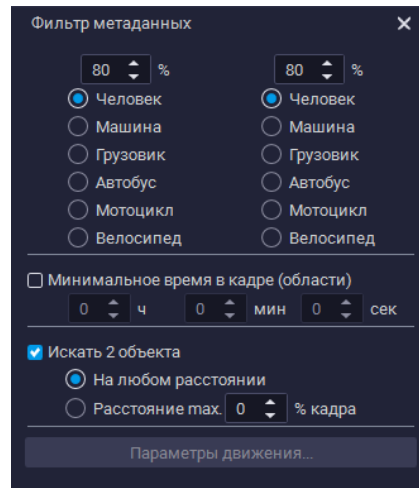 Фильтр метаданных
80 % 80 %
Человек Человек
Машина Машина
Грузовик Грузовик
Автобус Автобус
Мотоцикл Мотоцикл
Велосипед Велосипед
Минимальное время в кадре (области)
0 ч 0 мин 0 сек
Искать 2 объекта
На любом расстоянии
Расстояние max. 0 % кадра
Параметры движения...